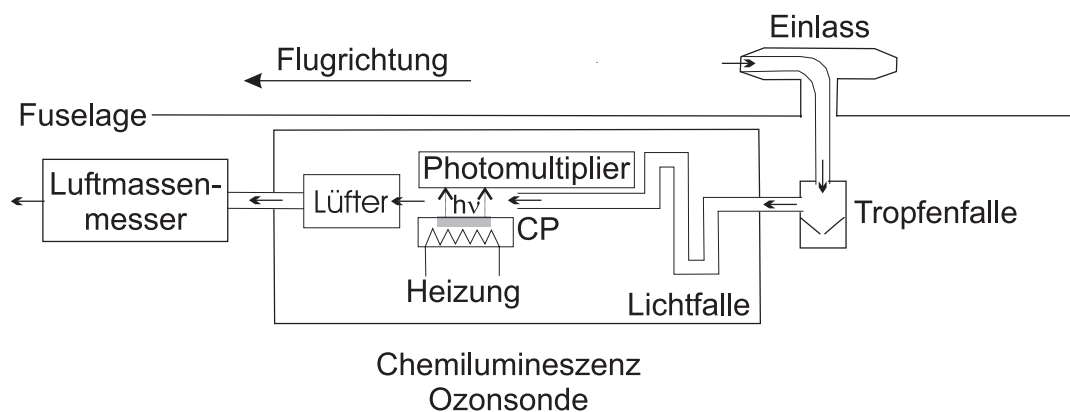 Einlass
Flugrichtung
Fuselage
Photomultiplier
Luftmassen-
messer
Lüfter
hν
CP
Tropfenfalle
Heizung
Lichtfalle
Chemilumineszenz
Ozonsonde